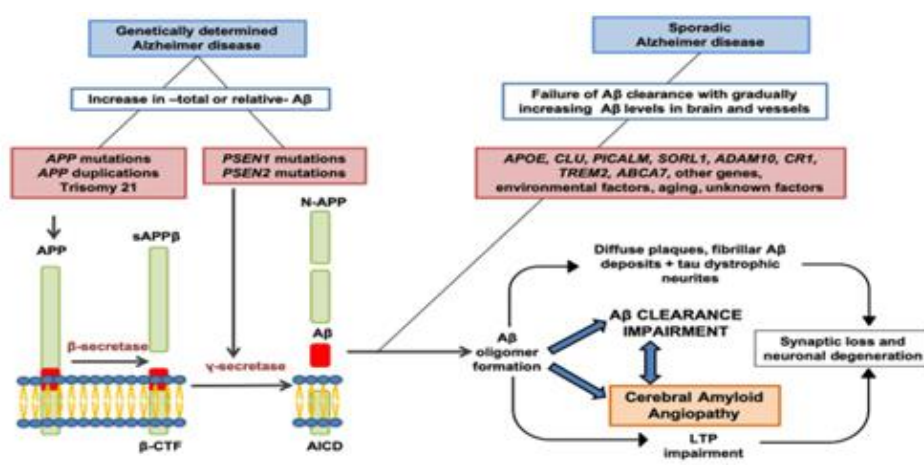 Genetically determined
Alzheimer disease
Sporadic
Alzheimer disease
Increase in –total or relative- Aβ
Failure of Aβ clearance with gradually
increasing Aβ levels in brain and vessels
APP mutations
APP duplications
Trisomy 21
PSEN1 mutations
PSEN2 mutations
APOE, CLU, PICALM, SORL1, ADAM10, CR1,
TREM2, ABCA7, other genes,
environmental factors, aging, unknown factors
N-APP
APP
sAPPβ
Diffuse plaques, fibrillar Aβ
deposits + tau dystrophic
neurites
Aβ
β-secretase
γ-secretase
Aβ
oligomer
formation
Aβ CLEARANCE
IMPAIRMENT
Synaptic loss and
neuronal degeneration
Cerebral Amyloid
Angiopathy
β-CTF
AICD
LTP
impairment